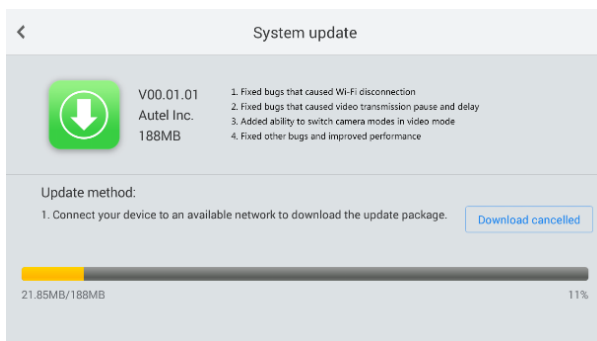 System update
V00.01.01
Autel Inc.
188MB
1. Fixed bugs that caused Wi-Fi disconnection
2. Fixed bugs that caused video transmission pause and delay
3. Added ability to switch camera modes in video mode
4. Fixed other bugs and improved performance
Update method:
1. Connect your device to an available network to download the update package.
Download cancelled
21.85MB/188MB
11%